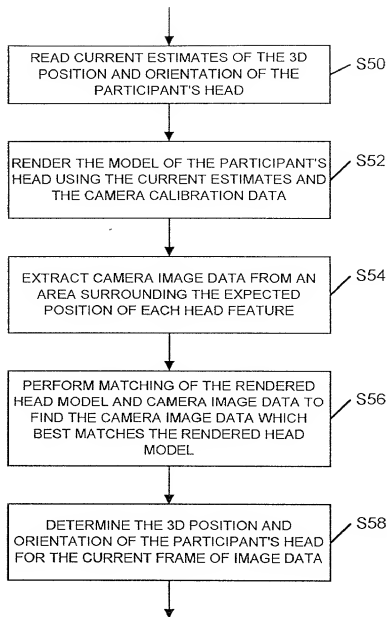 READ CURRENT ESTIMATES OF THE 3D
POSITION AND ORIENTATION OF THE
PARTICIPANT'S HEAD
S50
RENDER THE MODEL OF THE PARTICIPANT'S
HEAD USING THE CURRENT ESTIMATES AND
THE CAMERA CALIBRATION DATA
S52
EXTRACT CAMERA IMAGE DATA FROM AN
AREA SURROUNDING THE EXPECTED
POSITION OF EACH HEAD FEATURE
S54
PERFORM MATCHING OF THE RENDERED
HEAD MODEL AND CAMERA IMAGE DATA TO
FIND THE CAMERA IMAGE DATA WHICH
BEST MATCHES THE RENDERED HEAD
MODEL
S56
DETERMINE THE 3D POSITION AND
ORIENTATION OF THE PARTICIPANT'S HEAD
FOR THE CURRENT FRAME OF IMAGE DATA
S58